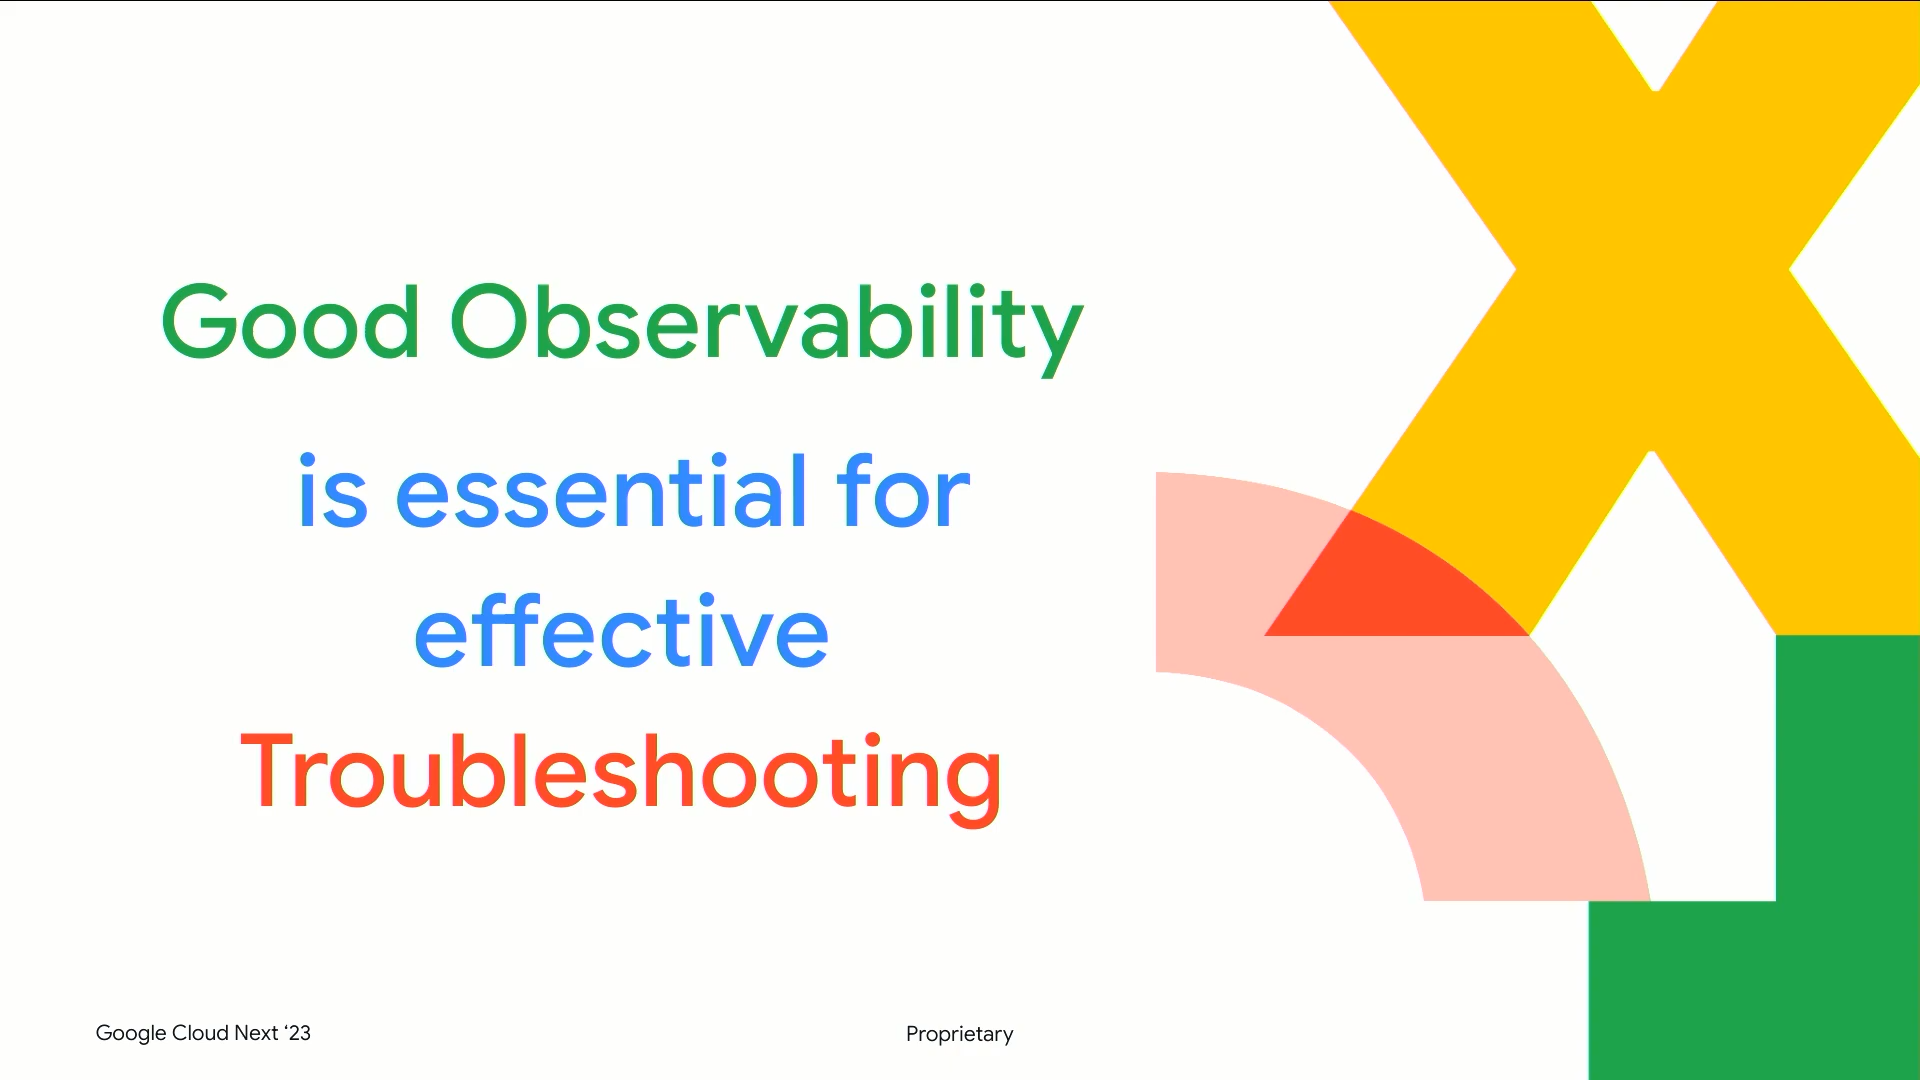 Good Observability
is essential for
effective
Troubleshooting
Google Cloud Next ‘23
Proprietary